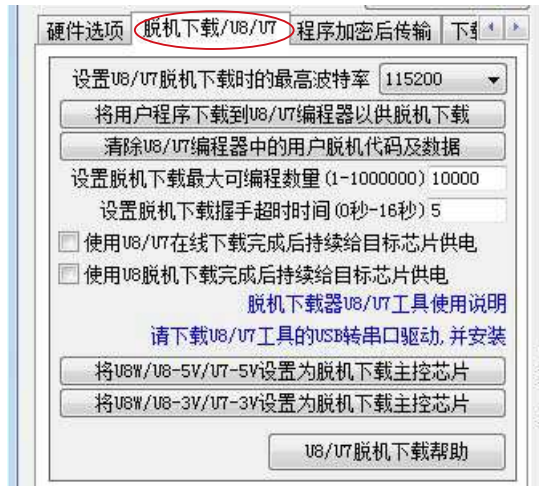 硬件选项 脱机下载/U8/U7 程序加密后传输
设置U8/U7脱机下载时的最高波特率 115200
将用户程序下载到U8/U7编程器以供脱机下载
清除U8/U7编程器中的用户脱机代码及数据
设置脱机下载最大可编程数量(1-1000000) 10000
设置脱机下载握手超时时间(0秒-16秒) 5
使用U8/U7在线下载完成后持续给目标芯片供电
使用U8脱机下载完成后持续给目标芯片供电
脱机下载器U8/U7工具使用说明
请下载U8/U7工具的USB转串口驱动,并安装
将U8W/U8-5V/U7-5V设置为脱机下载主控芯片
将U8W/U8-3V/U7-3V设置为脱机下载主控芯片
U8/U7脱机下载帮助